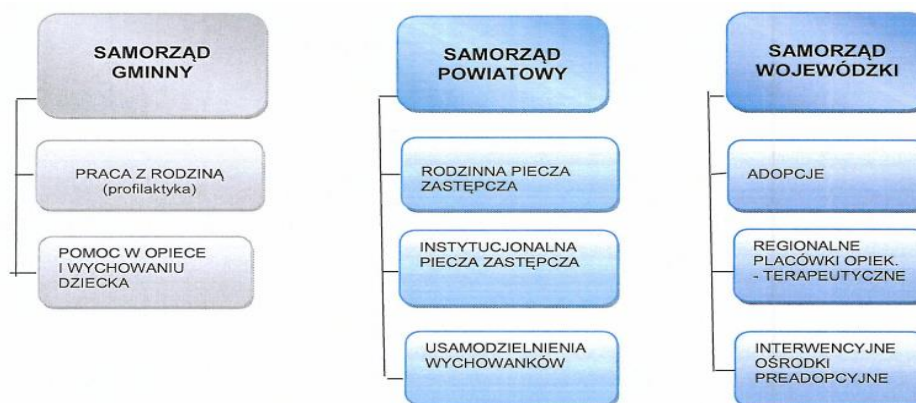 SAMORZĄD
GMINNY
PRACA Z RODZINĄ
(profilaktyka)
POMOC W OPIECE
I WYCHOWANIU
DZIECKA
SAMORZĄD
POWIATOWY
RODZINNA PIECZA
ZASTĘPCZA
INSTYTUCJONALNA
PIECZA ZASTĘPCZA
USAMODZIELNIENIA
WYCHOWANKÓW
SAMORZĄD
WOJEWÓDZKI
ADOPCJE
REGIONALNE
PLACÓWKI OPIEK.
- TERAPEUTYCZNE
INTERWENCYJNE
OŚRODKI
PREADOPCYJNE